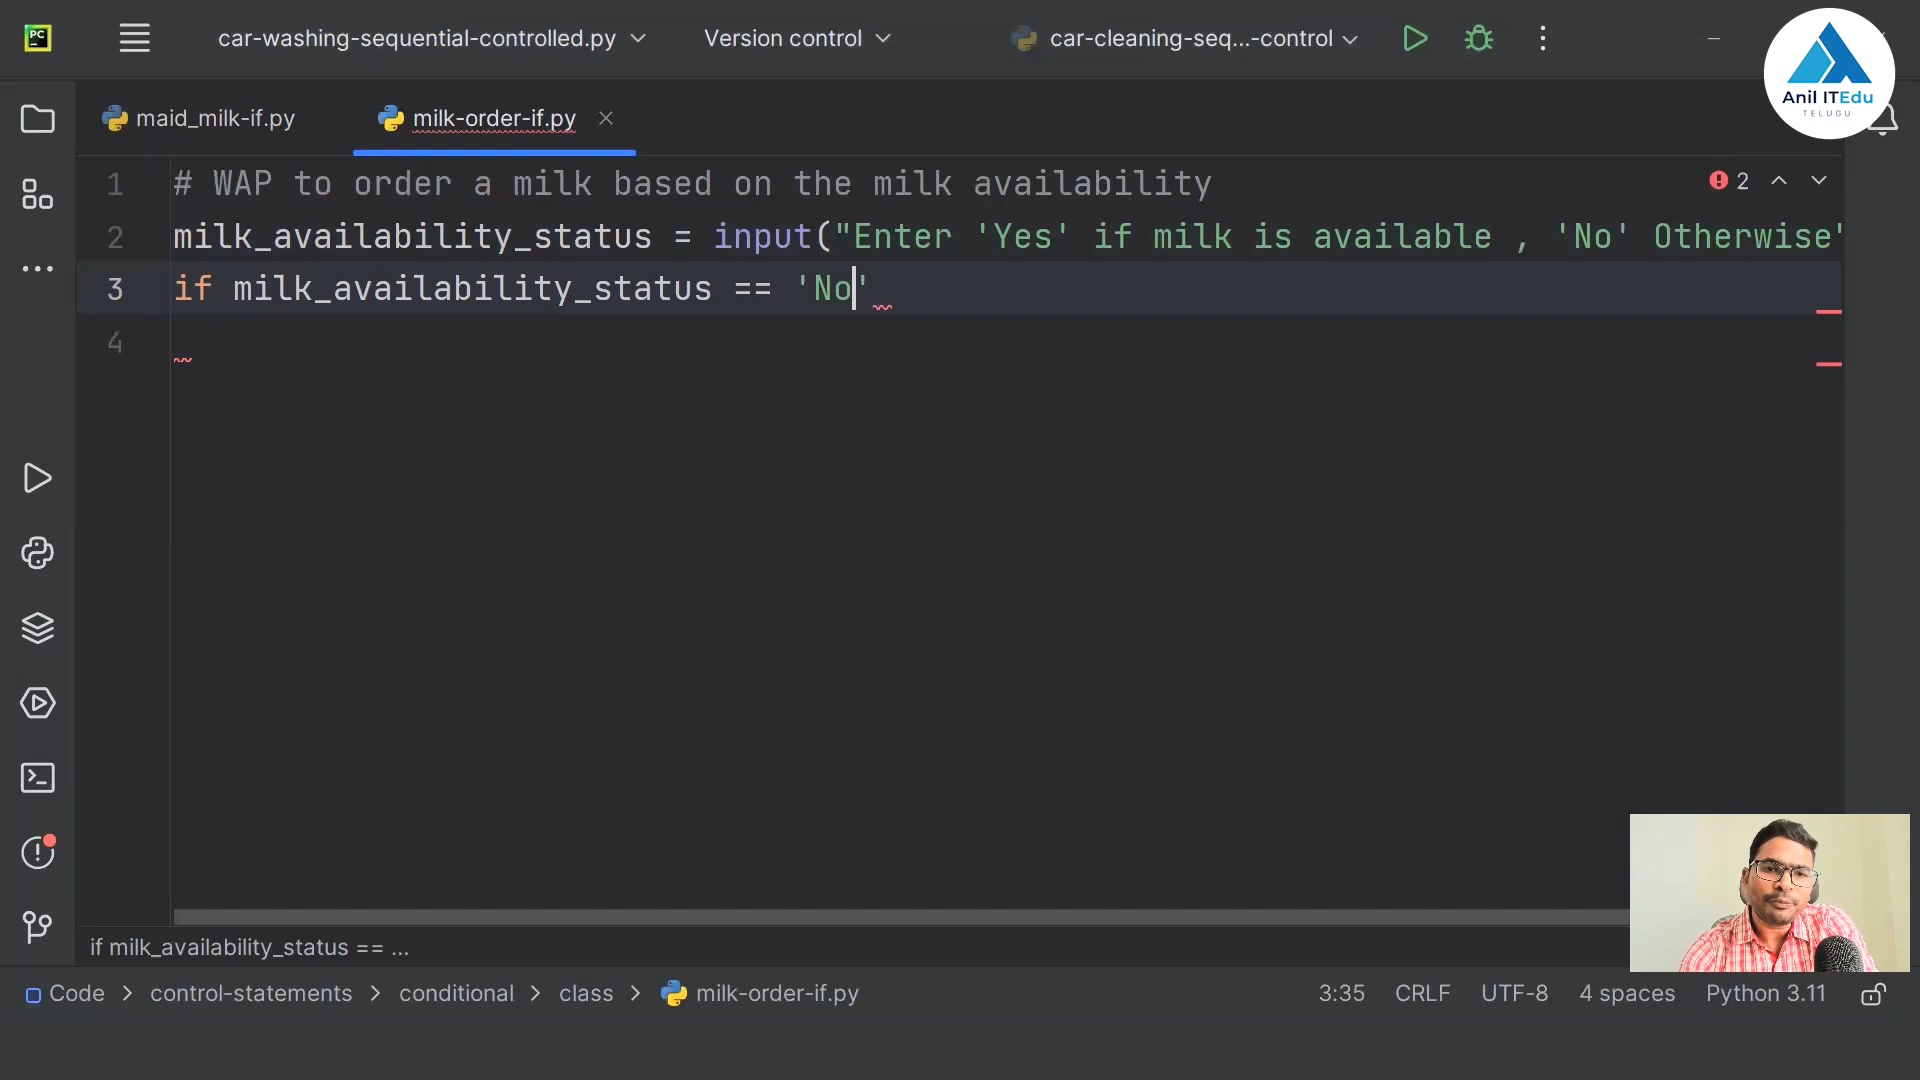 PC
car-washing-sequential-controlled.py
Version control
car-cleaning-seq...-control
Anil ITEdu
TELUGU
maid_milk-if.py
milk-order-if.py
1 # WAP to order a milk based on the milk availability
2
2 milk_availability_status = input("Enter 'Yes' if milk is available , 'No' Otherwise'
3 if milk_availability_status == 'No'
4
if milk_availability_status == ...
Code > control-statements > conditional > class > milk-order-if.py
3:35 CRLF UTF-8 4 spaces Python 3.11